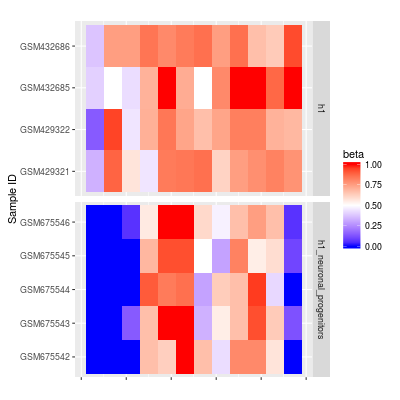 Sample ID
GSM432686
GSM432685
GSM429322
GSM429321
h1
GSM675546
GSM675545
GSM675544
GSM675543
GSM675542
h1_neuronal_progenitors
beta
1.00
0.75
0.50
0.25
0.00